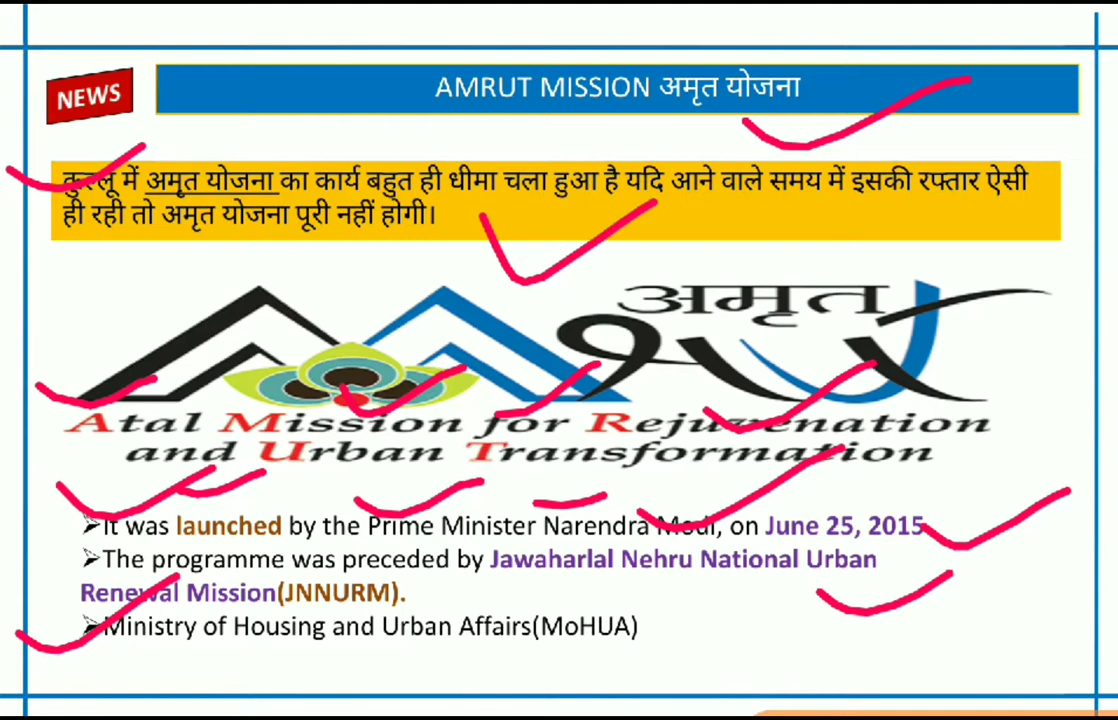 NEWS
AMRUT MISSION अमृत योजना
कुल्लू में अमृत योजना का कार्य बहुत ही धीमा चला हुआ है यदि आने वाले समय में इसकी रफ्तार ऐसी
ही रही तो अमृत योजना पूरी नहीं होगी।
अमृत
Atal Mission for Rejuvenation
and Urban Transformation
➢It was launched by the Prime Minister Narendra Modi, on June 25, 2015
➢The programme was preceded by Jawaharlal Nehru National Urban
Renewal Mission(JNNURM).
➢Ministry of Housing and Urban Affairs(MoHUA)